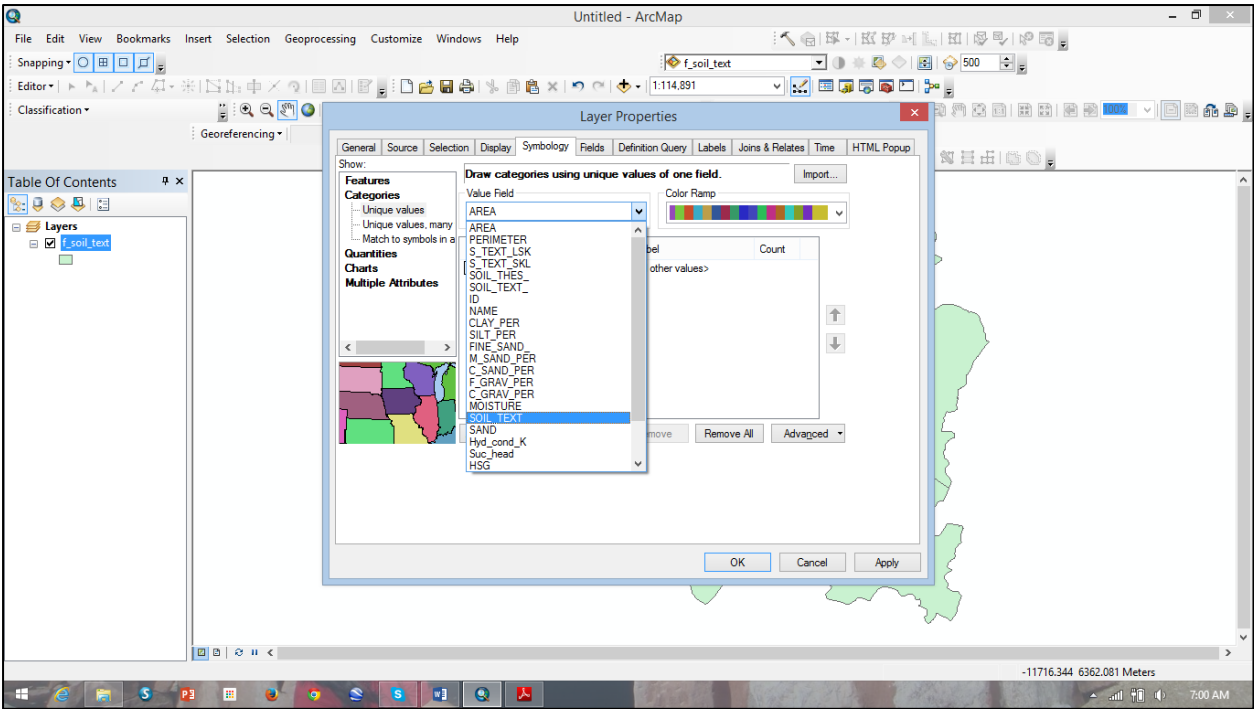 Untitled - ArcMap
File Edit View Bookmarks Insert Selection Geoprocessing Customize Windows Help
Snapping
f_soil_text
500
Editor
1:114,891
Classification
100%
Georeferencing
Table Of Contents
Layers
f_soil_text
Layer Properties
General Source Selection Display Symbology Fields Definition Query Labels Joins & Relates Time HTML Popup
Show:
Features
Categories
Unique values
Unique values, many
Match to symbols in a
Quantities
Charts
Multiple Attributes
Draw categories using unique values of one field.
Import...
Value Field
Color Ramp
AREA
AREA
PERIMETER
S_TEXT_LSK
S_TEXT_SKL
SOIL_THES_
SOIL_TEXT_
ID
NAME
CLAY_PER
SILT_PER
FINE_SAND_
M_SAND_PER
C_SAND_PER
F_GRAV_PER
C_GRAV_PER
MOISTURE
SOIL_TEXT
SAND
Hyd_cond_K
Suc_head
HSG
bel Count
other values>
move Remove All Advanced
OK Cancel Apply
-11716.344 6362.081 Meters
7:00 AM